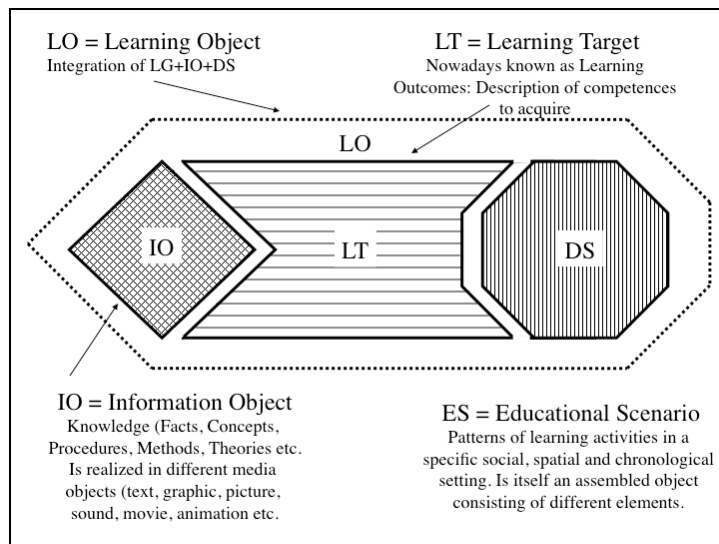 LO = Learning Object
Integration of LG+IO+DS
LT = Learning Target
Nowadays known as Learning
Outcomes: Description of competences
to acquire
LO
IO
LT
DS
IO = Information Object
Knowledge (Facts, Concepts,
Procedures, Methods, Theories etc.
Is realized in different media
objects (text, graphic, picture,
sound, movie, animation etc.
ES = Educational Scenario
Patterns of learning activities in a
specific social, spatial and chronological
setting. Is itself an assembled object
consisting of different elements.